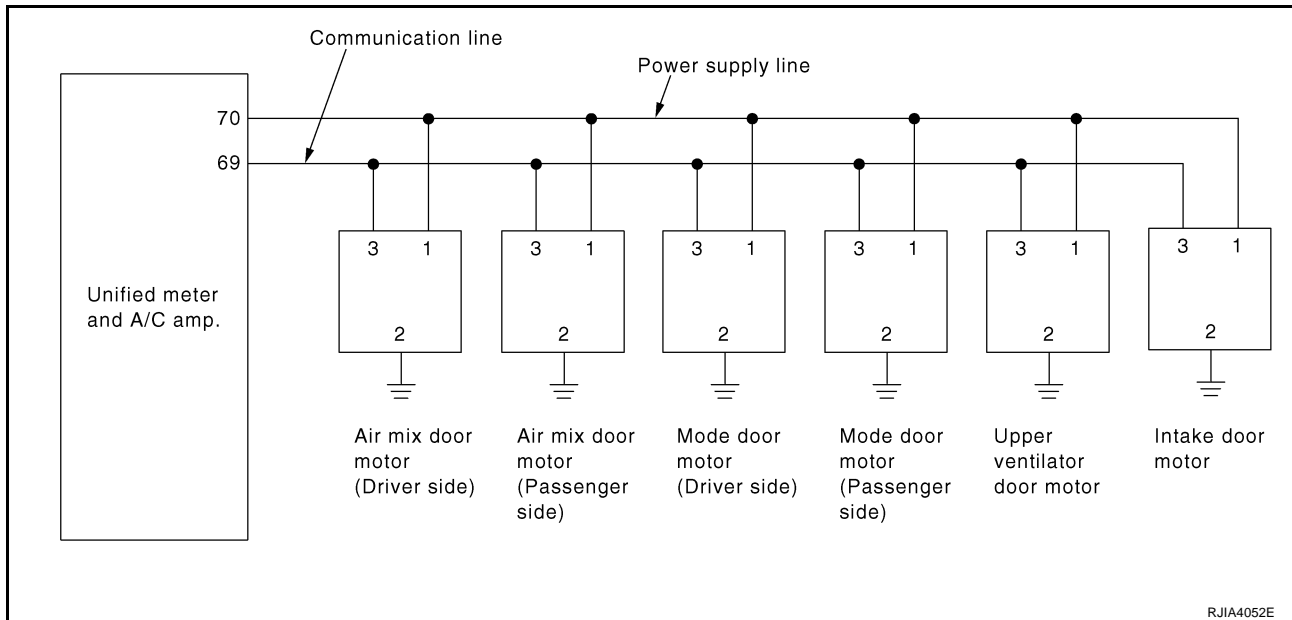 Communication line
Power supply line
70
69
3 1
3 1
3 1
3 1
3 1
3 1
Unified meter
and A/C amp.
2
2
2
2
2
2
Air mix door
motor
(Driver side)
Air mix door
motor
(Passenger
side)
Mode door
motor
(Driver side)
Mode door
motor
(Passenger
side)
Upper
ventilator
door motor
Intake door
motor
RJIA4052E